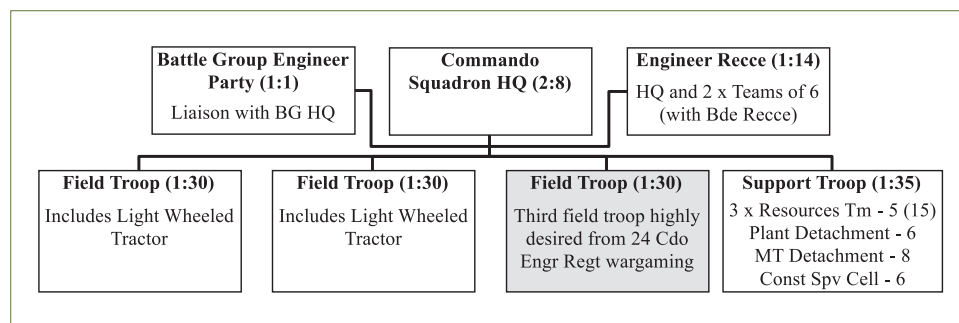 Battle Group Engineer
Party (1:1)
Liaison with BG HQ
Commando
Squadron HQ (2:8)
Engineer Recce (1:14)
HQ and 2 x Teams of 6
(with Bde Recce)
Field Troop (1:30)
Includes Light Wheeled
Tractor
Field Troop (1:30)
Includes Light Wheeled
Tractor
Field Troop (1:30)
Third field troop highly
desired from 24 Cdo
Engr Regt wargaming
Support Troop (1:35)
3 x Resources Tm - 5 (15)
Plant Detachment - 6
MT Detachment - 8
Const Spv Cell - 6